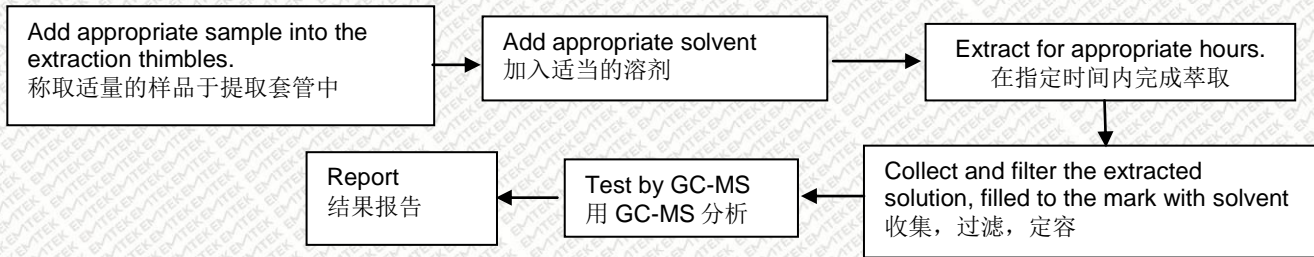 Add appropriate sample into the
extraction thimbles.
称取适量的样品于提取套管中
Add appropriate solvent
加入适当的溶剂
Extract for appropriate hours.
在指定时间内完成萃取
Collect and filter the extracted
solution, filled to the mark with solvent
收集，过滤，定容
Test by GC-MS
用 GC-MS 分析
Report
结果报告